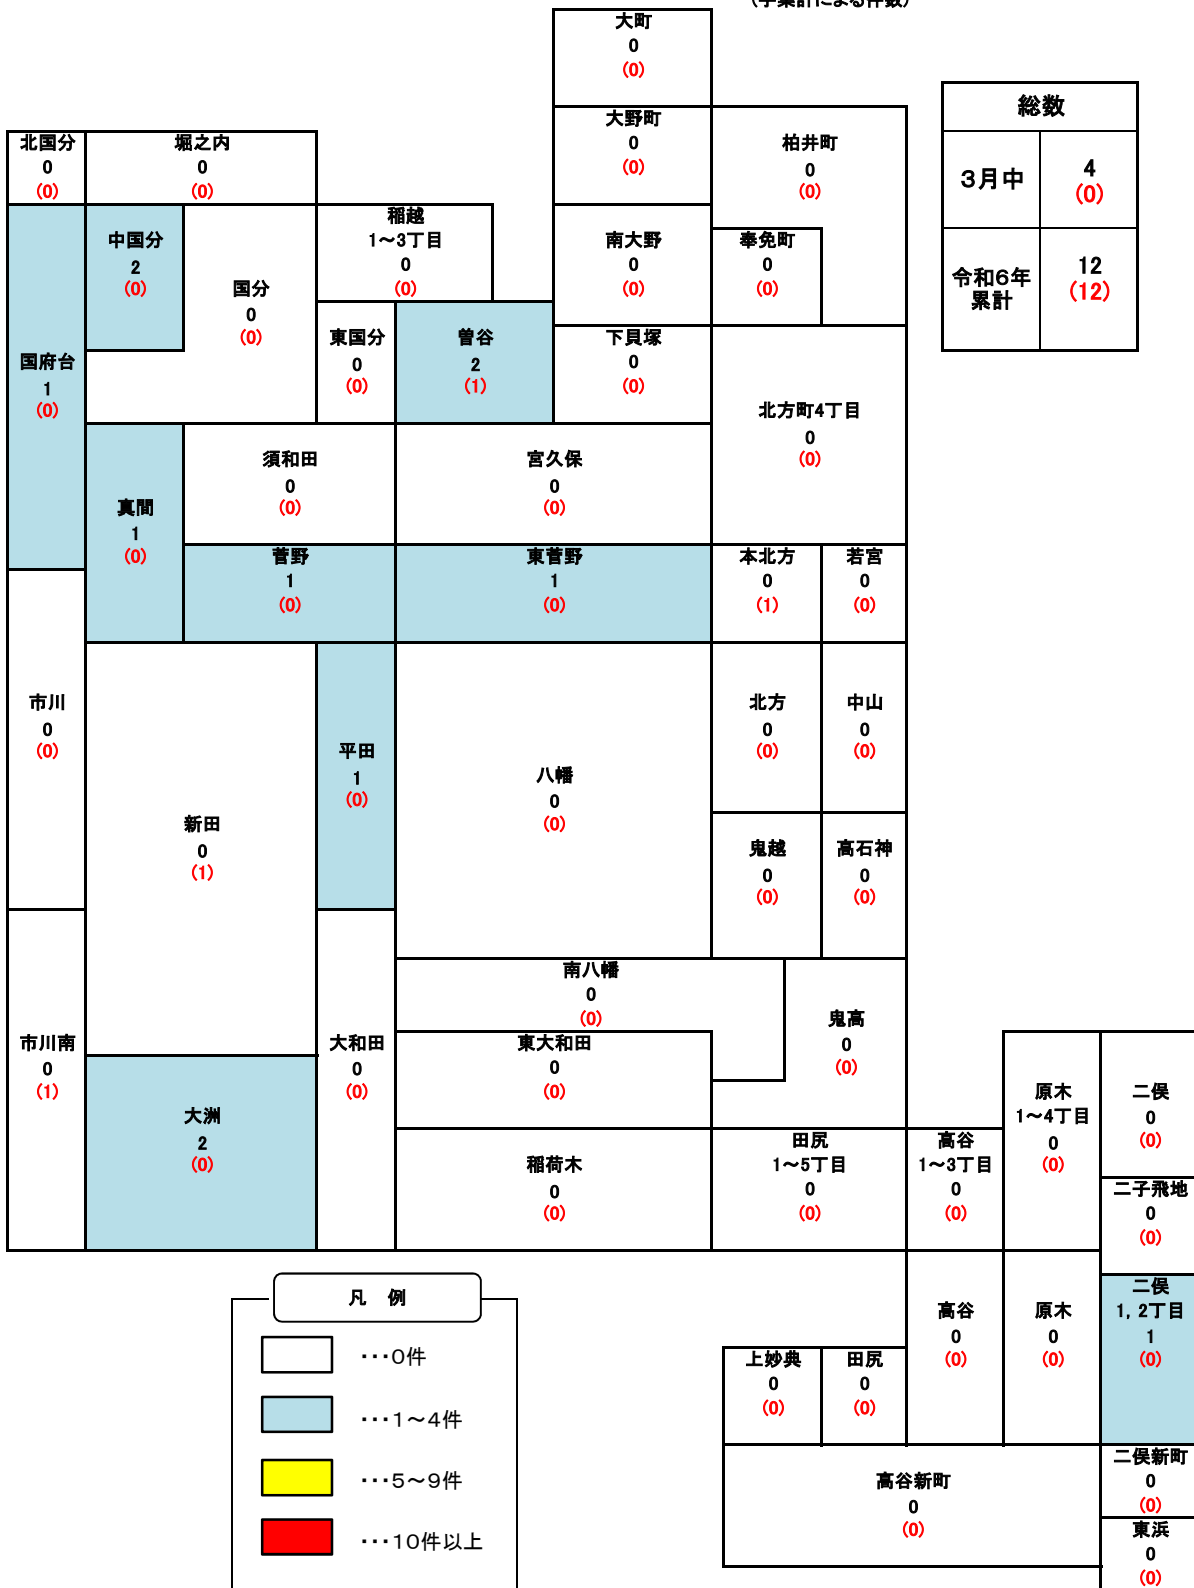 (字集計による件数)
大町
0
(0)
総数
3月中
4
(0)
令和6年
累計
12
(12)
大野町
0
(0)
柏井町
0
(0)
北国分
0
(0)
堀之内
0
(0)
中国分
2
(0)
国分
0
(0)
稲越
1～3丁目
0
(0)
南大野
0
(0)
奉免町
0
(0)
国府台
1
(0)
東国分
0
(0)
曽谷
2
(1)
下貝塚
0
(0)
北方町4丁目
0
(0)
真間
1
(0)
須和田
0
(0)
宮久保
0
(0)
菅野
1
(0)
東菅野
1
(0)
本北方
0
(1)
若宮
0
(0)
市川
0
(0)
新田
0
(1)
平田
1
(0)
八幡
0
(0)
北方
0
(0)
中山
0
(0)
鬼越
0
(0)
高石神
0
(0)
市川南
0
(1)
大洲
2
(0)
大和田
0
(0)
南八幡
0
(0)
東大和田
0
(0)
鬼高
0
(0)
稲荷木
0
(0)
田尻
1～5丁目
0
(0)
高谷
1～3丁目
0
(0)
原木
1～4丁目
0
(0)
二俣
0
(0)
二子飛地
0
(0)
二俣
1，2丁目
1
(0)
高谷
0
(0)
原木
0
(0)
上妙典
0
(0)
田尻
0
(0)
高谷新町
0
(0)
二俣新町
0
(0)
東浜
0
(0)
凡 例
･･･0件
･･･1～4件
･･･5～9件
･･･10件以上